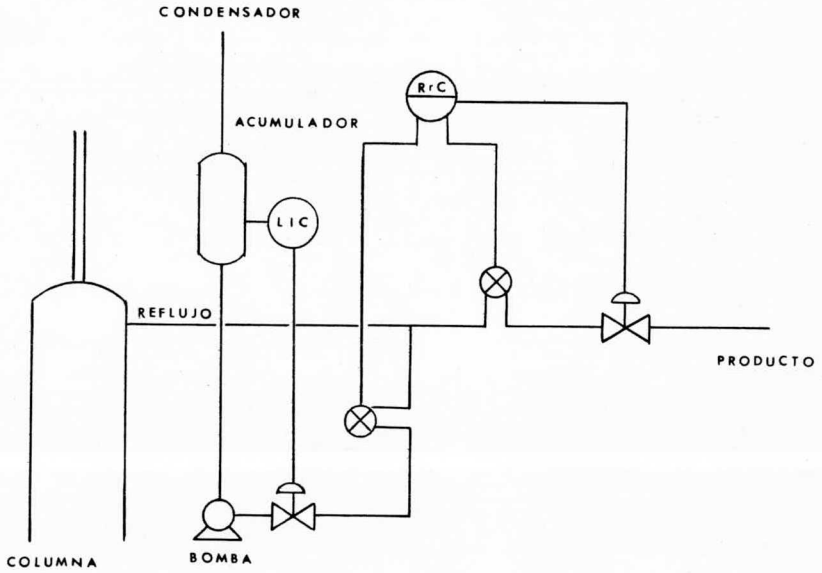 CONDENSADOR
RrC
ACUMULADOR
LIC
REFLUJO
PRODUCTO
COLUMNA
BOMBA